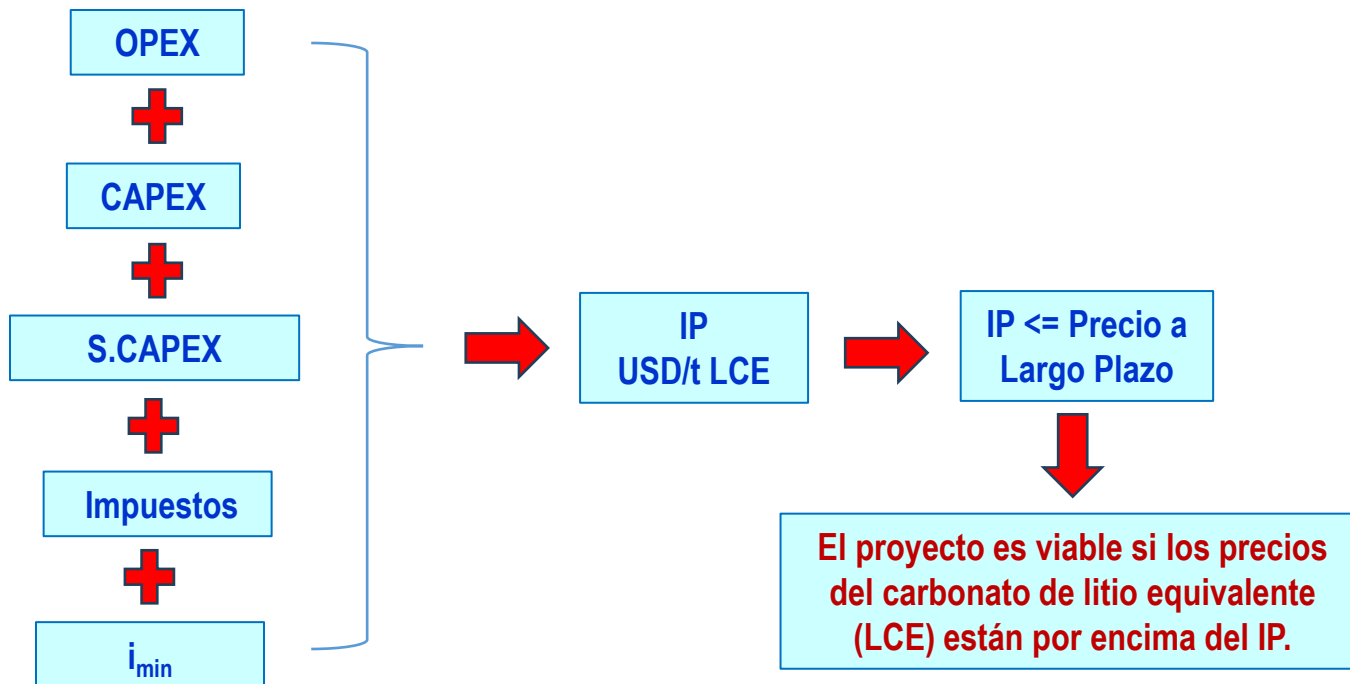 OPEX
CAPEX
S.CAPEX
Impuestos
imin
IP
USD/t LCE
IP <= Precio a
Largo Plazo
El proyecto es viable si los precios
del carbonato de litio equivalente
(LCE) están por encima del IP.